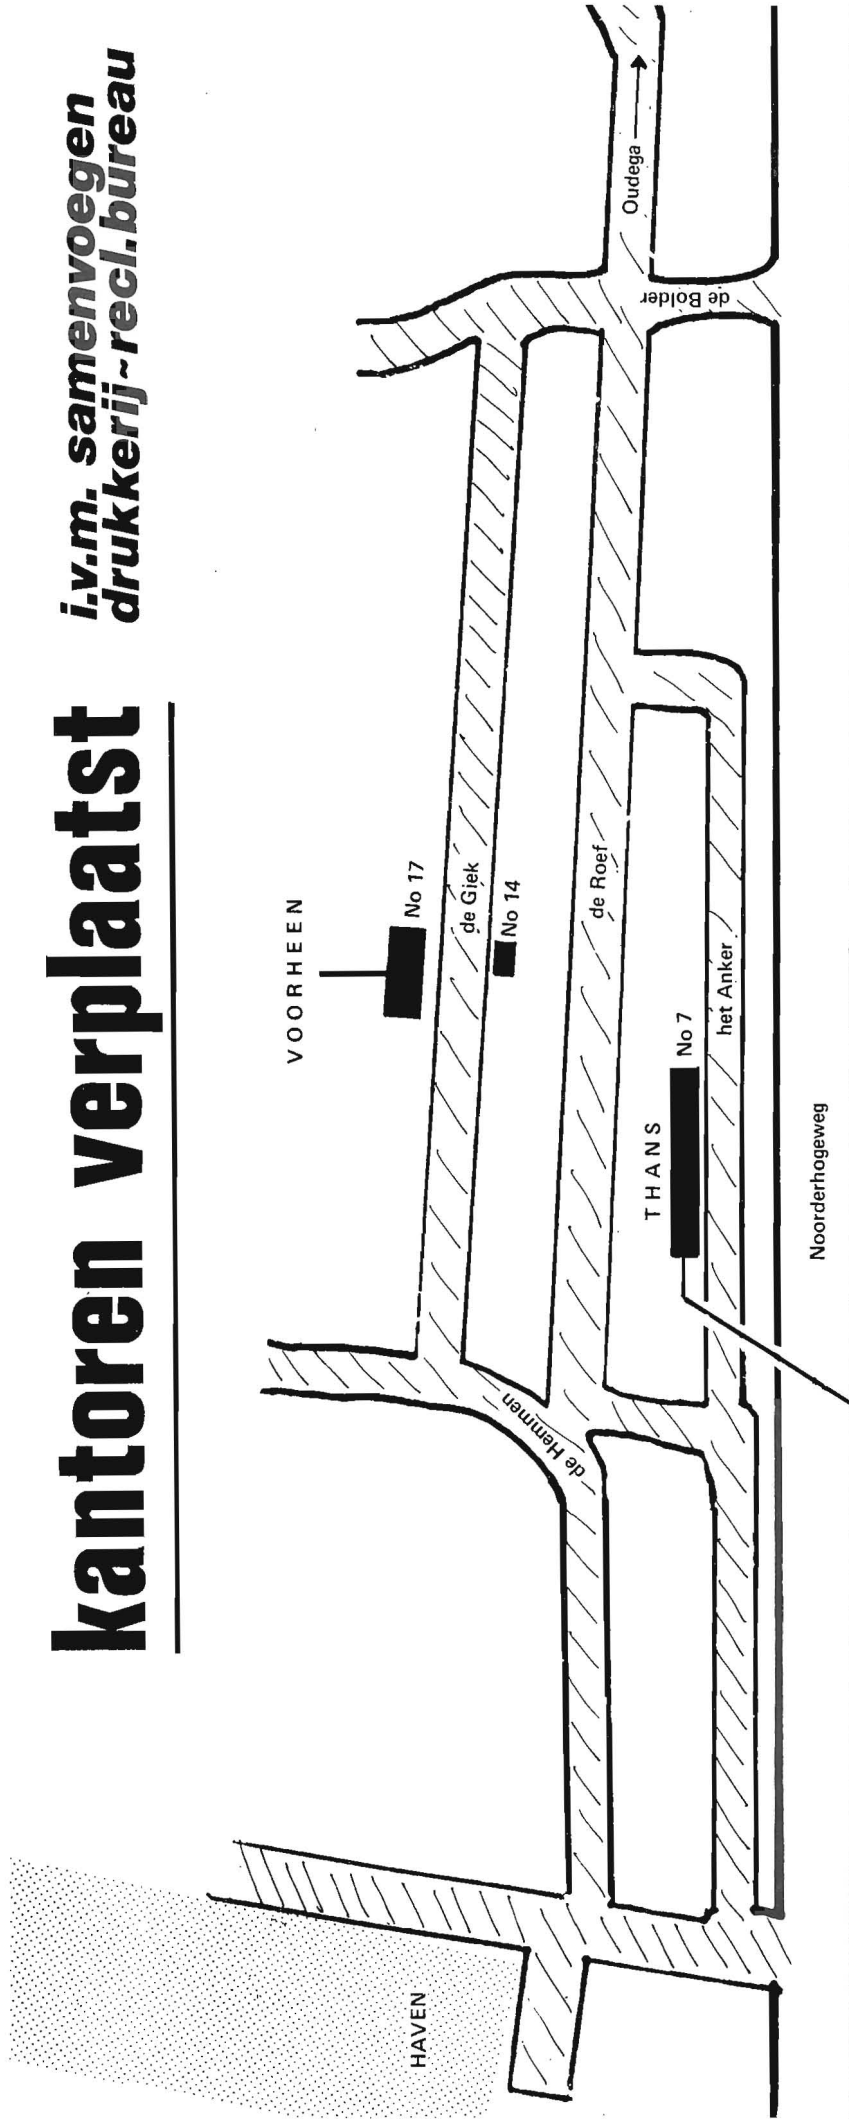 kantoren verplaatst
i.v.m. samenvoegen
drukkerij~recl.bureau
VOORHEEN
No 17
de Giek
No 14
de Roef
THANS
No 7
het Anker
Noorderhogeweg
de Hemmen
HAVEN
Oudega
de Bolder